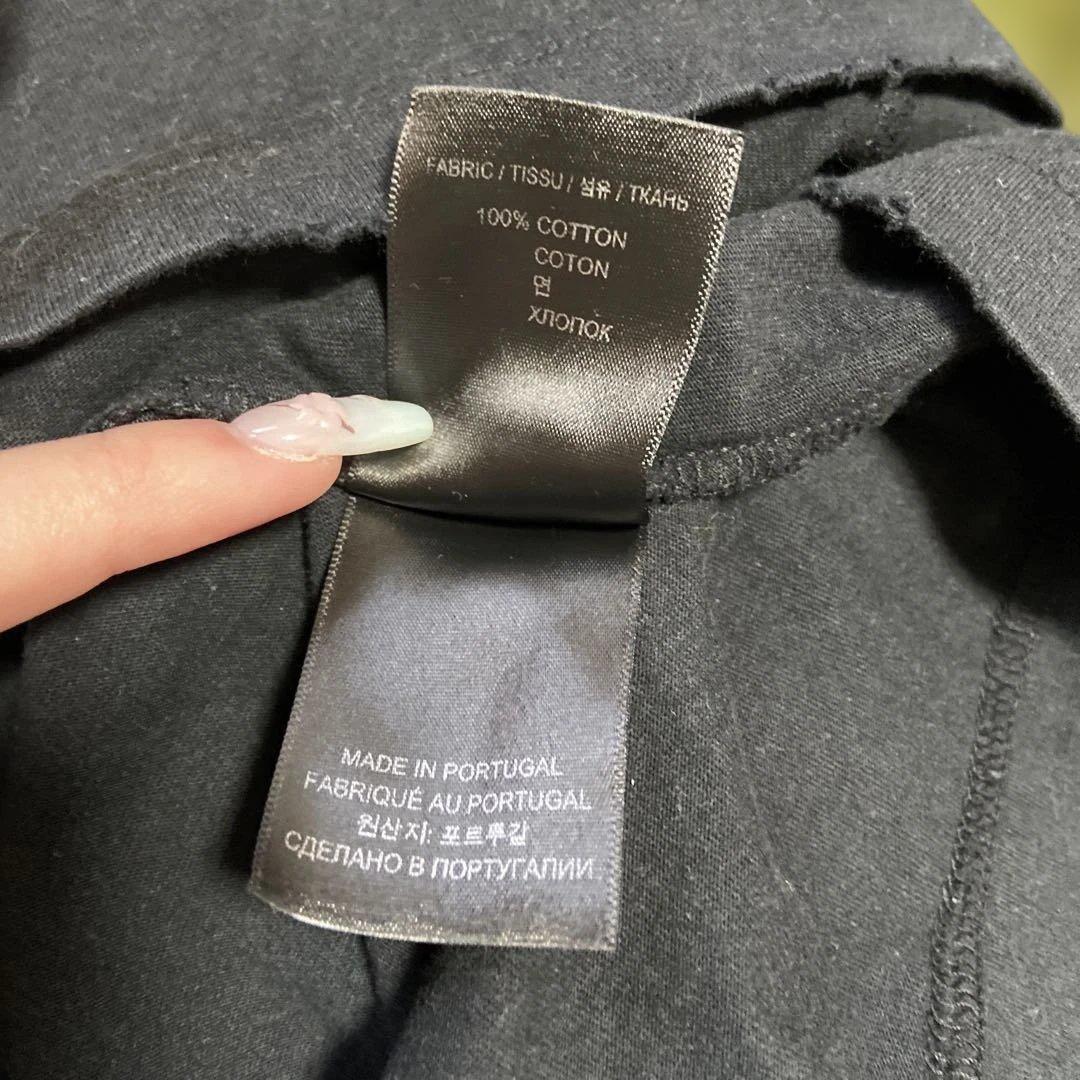 FABRIC / TISSU / 섬유 / ТКАНЬ
100% COTTON
COTON
면
ХЛОПОК
MADE IN PORTUGAL
FABRIQUÉ AU PORTUGAL
원산지: 포르투갈
СДЕЛАНО В ПОРТУГАЛИИ